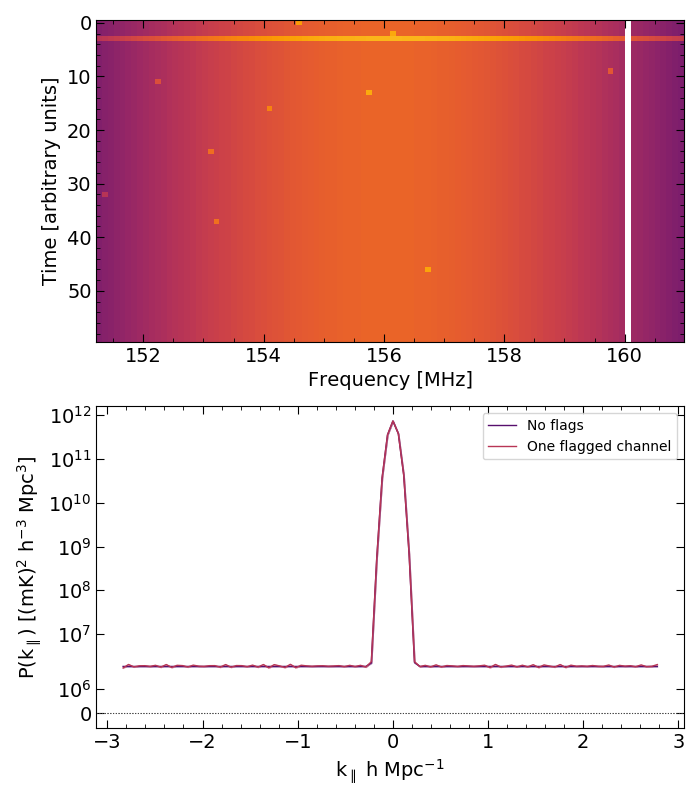 0
10
20
30
40
50
Time [arbitrary units]
152 154 156 158 160
Frequency [MHz]
No flags
One flagged channel
10¹²
10¹¹
10¹⁰
10⁹
10⁸
10⁷
10⁶
0
P(k∥) [(mK)² h⁻³ Mpc³]
−3 −2 −1 0 1 2 3
k∥ h Mpc⁻¹